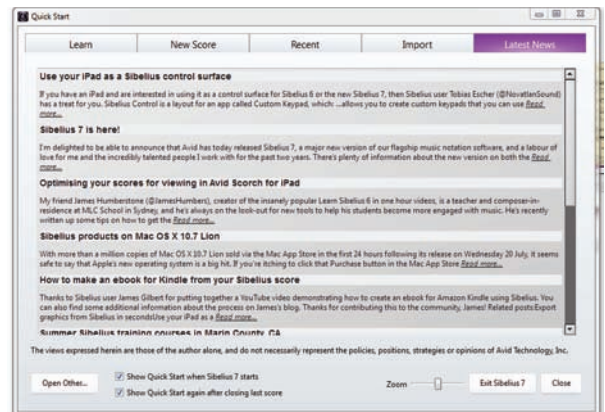 Quick Start
Learn
New Score
Recent
Import
Latest News
Use your iPad as a Sibelius control surface
If you have an iPad and are interested in using it as a control surface for Sibelius 6 or the new Sibelius 7, then Sibelius user Tobias Escher (@NovatlanSound)
has a treat for you. Sibelius Control is a layout for an app called Custom Keypad, which: ...allows you to create custom keypads that you can use Read
more...
Sibelius 7 is here!
I'm delighted to be able to announce that Avid has today released Sibelius 7, a major new version of our flagship music notation software, and a labour of
love for me and the incredibly talented people I work with for the past two years. There's plenty of information about the new version on both the Read
more...
Optimising your scores for viewing in Avid Scorch for iPad
My friend James Humberstone (@JamesHumbers), creator of the insanely popular Learn Sibelius 6 in one hour videos, is a teacher and composer-in-
residence at MLC School in Sydney, and he's always on the look-out for new tools to help his students become more engaged with music. He's recently
written up some tips on how to get the Read more...
Sibelius products on Mac OS X 10.7 Lion
With more than a million copies of Mac OS X 10.7 Lion sold via the Mac App Store in the first 24 hours following its release on Wednesday 20 July, it seems
safe to say that Apple's new operating system is a big hit. If you're itching to click that Purchase button in the Mac App Store Read more...
How to make an ebook for Kindle from your Sibelius score
Thanks to Sibelius user James Gilbert for putting together a YouTube video demonstrating how to create an ebook for Amazon Kindle using Sibelius. You
can also find some additional information about the process on James's blog. Thanks for contributing this to the community, James! Related posts:Export
graphics from Sibelius in secondsUse your iPad as a Read more...
Summer Sibelius training courses in Marin County, CA
The views expressed herein are those of the author alone, and do not necessarily represent the policies, positions, strategies or opinions of Avid Technology, Inc.
Open Other...
Show Quick Start when Sibelius 7 starts
Show Quick Start again after closing last score
Zoom
Exit Sibelius 7
Close